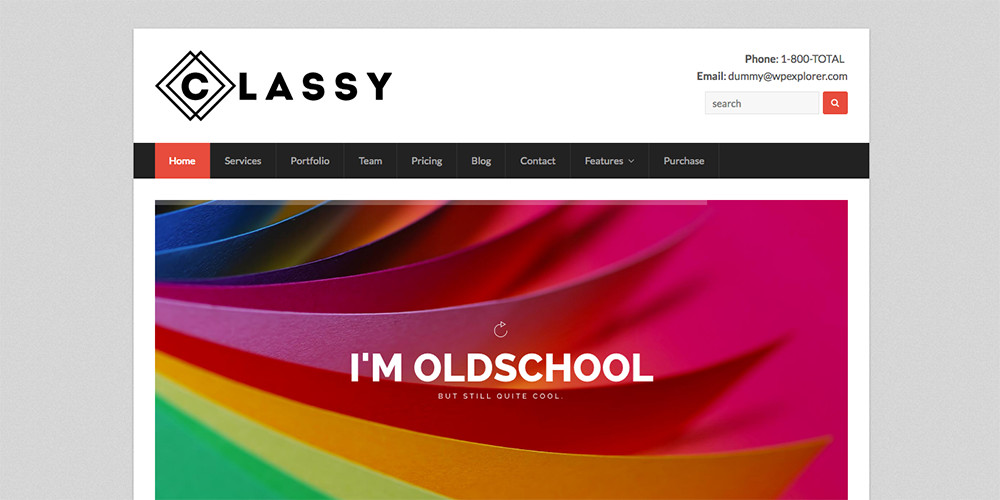 CLASSY
Phone: 1-800-TOTAL
Email: dummy@wpexplorer.com
search
Home Services Portfolio Team Pricing Blog Contact Features Purchase
I'M OLDSCHOOL
BUT STILL QUITE COOL.